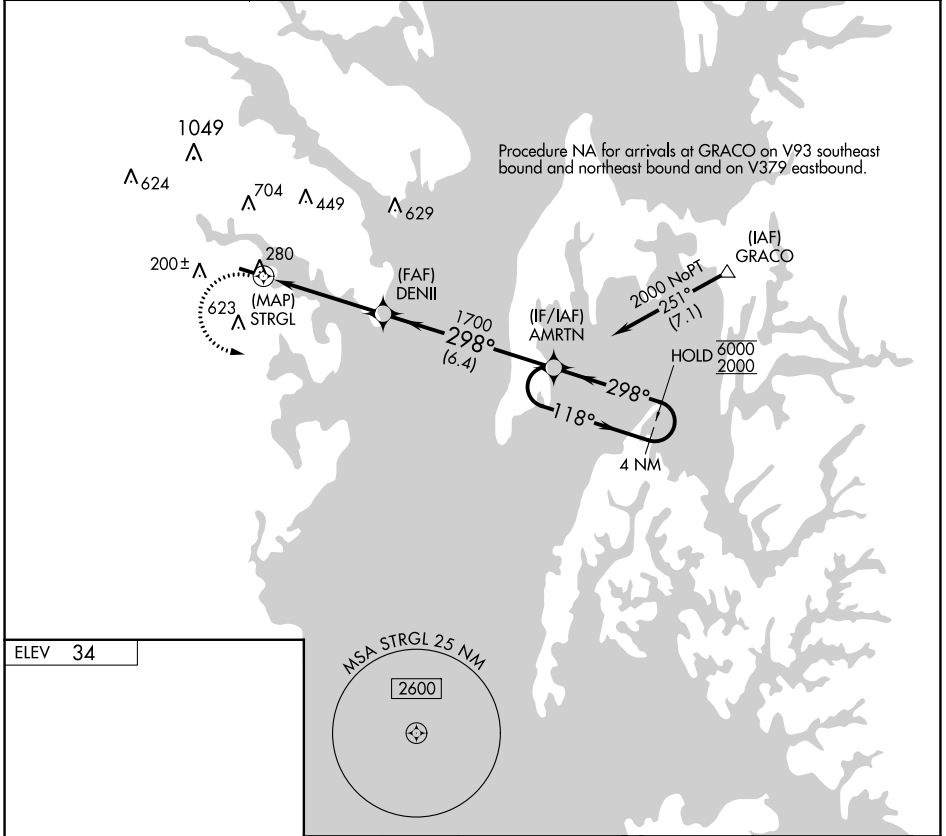 1049
624
704
449
629
Procedure NA for arrivals at GRACO on V93 southeast
bound and northeast bound and on V379 eastbound.
(IAF)
GRACO
2000 NoPT
251°
(7.1)
200±
280
(MAP)
STRGL
623
(FAF)
DENII
1700
298°
(6.4)
(IF/IAF)
AMRTN
HOLD 6000
2000
298°
118°
4 NM
ELEV 34
MSA STRGL 25 NM
2600